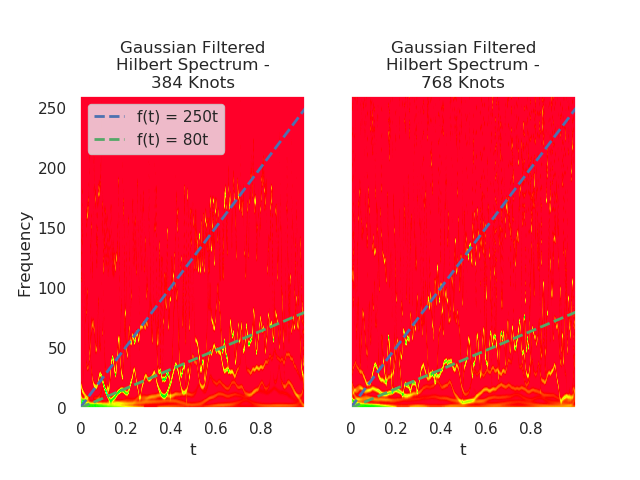 Gaussian Filtered
Hilbert Spectrum -
384 Knots
Gaussian Filtered
Hilbert Spectrum -
768 Knots
f(t) = 250t
f(t) = 80t
Frequency
250
200
150
100
50
0
0 0.2 0.4 0.6 0.8
t
0 0.2 0.4 0.6 0.8
t